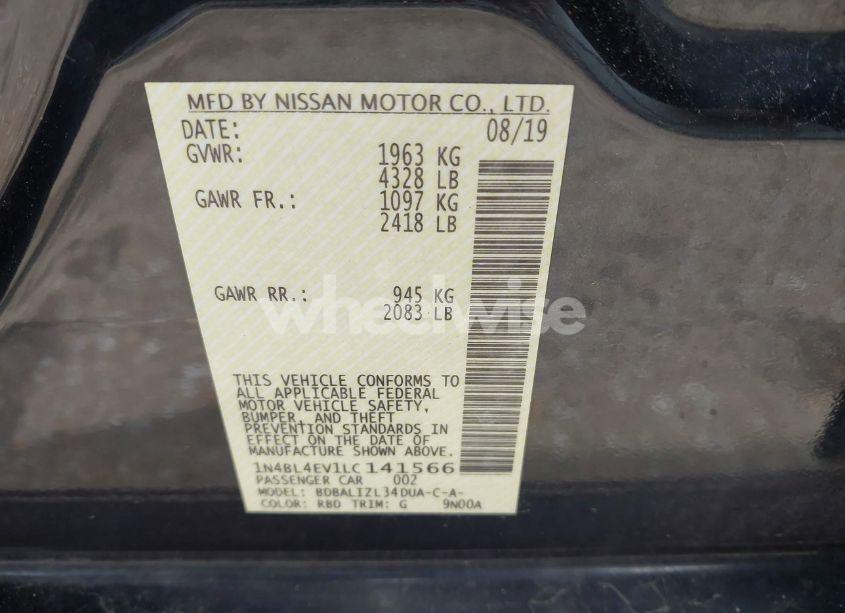 MFD BY NISSAN MOTOR CO., LTD.
DATE: 08/19
GVWR: 1963 KG
4328 LB
GAWR FR.: 1097 KG
2418 LB
GAWR RR.: 945 KG
2083 LB
wheelwise
THIS VEHICLE CONFORMS TO
ALL APPLICABLE FEDERAL
MOTOR VEHICLE SAFETY,
BUMPER, AND THEFT
PREVENTION STANDARDS IN
EFFECT ON THE DATE OF
MANUFACTURE SHOWN ABOVE.
1N4BL4EV1LC141566
PASSENGER CAR 002
MODEL: BDBALIZL34DUA-C-A-
COLOR: RBD TRIM: G 9N00A